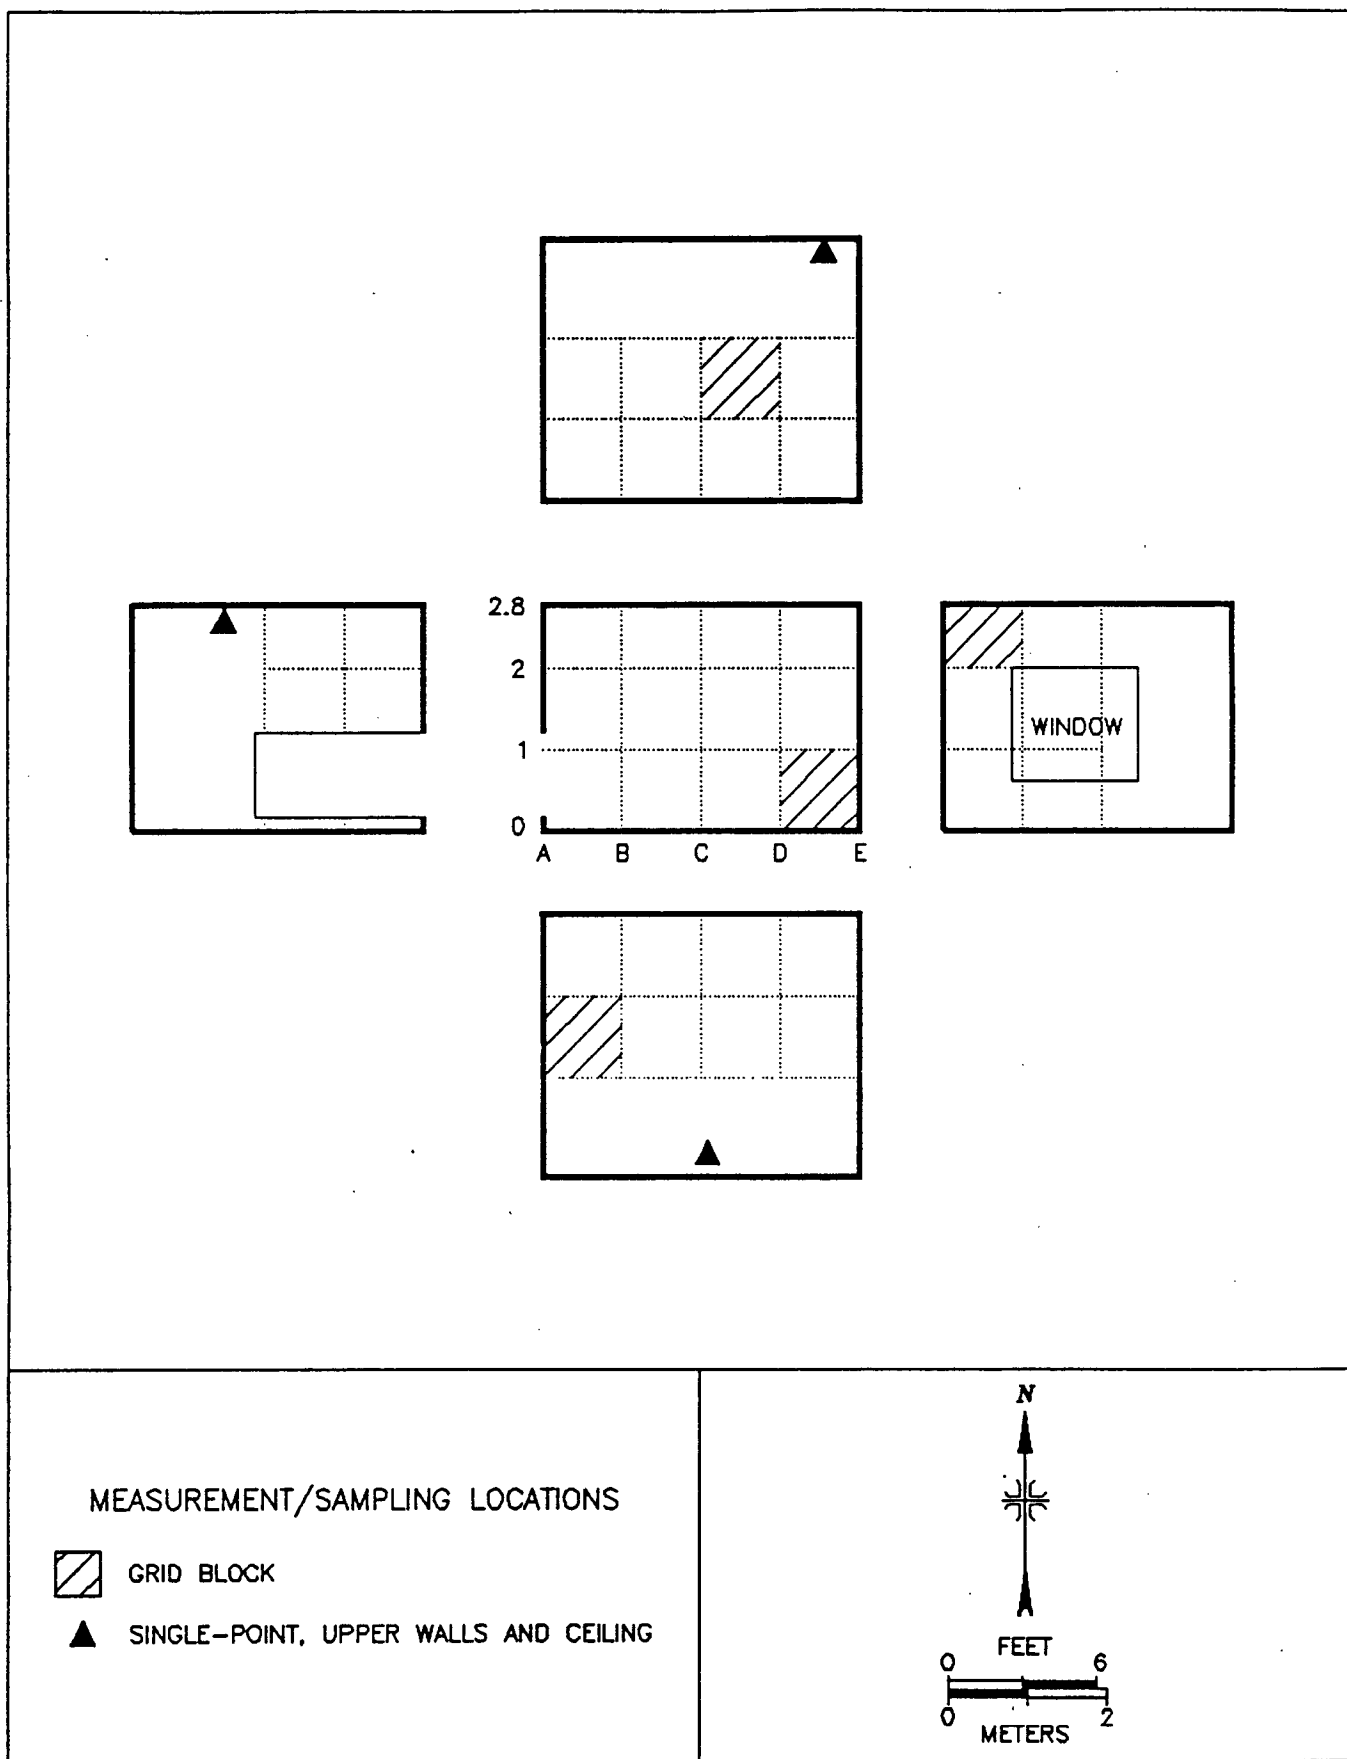 2.8
2
1
0
A B C D E
WINDOW
MEASUREMENT/SAMPLING LOCATIONS
GRID BLOCK
SINGLE-POINT, UPPER WALLS AND CEILING
N
FEET
0 6
0 2
METERS